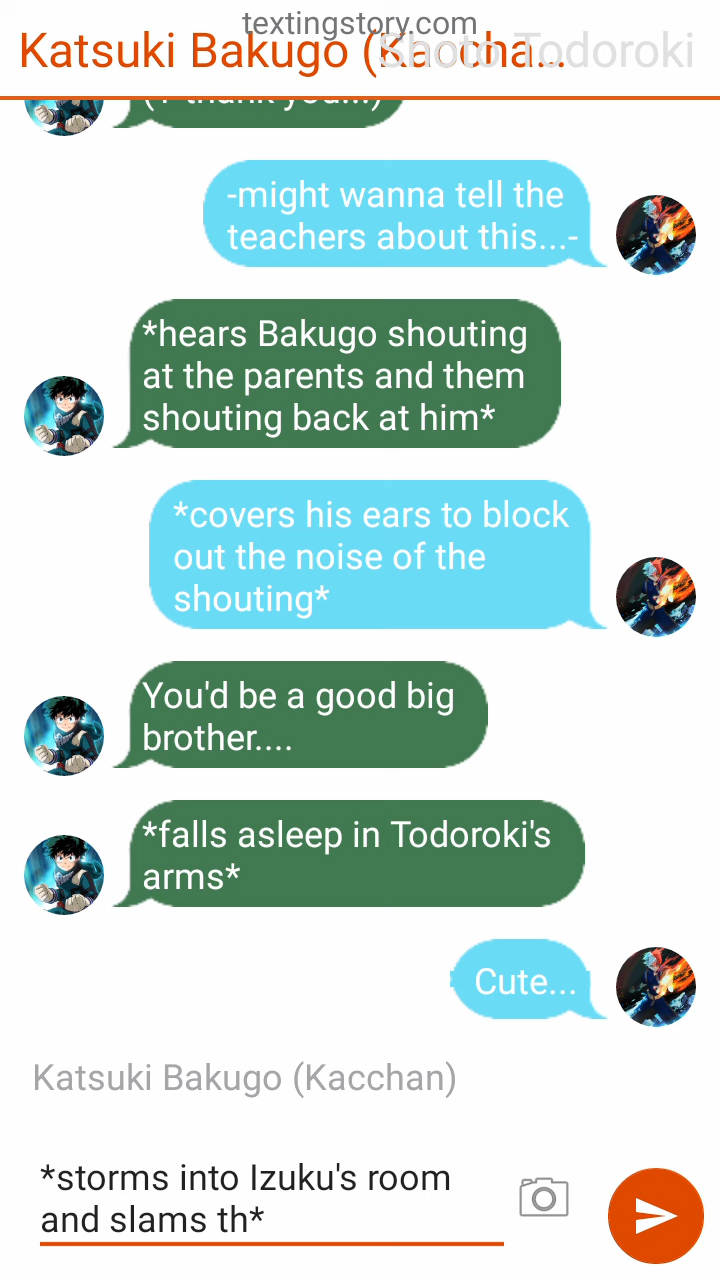 textingstory.com
Katsuki Bakugo (Kaccha...
Shoto Todoroki
(I thank you...)
-might wanna tell the
teachers about this...-
*hears Bakugo shouting
at the parents and them
shouting back at him*
*covers his ears to block
out the noise of the
shouting*
You'd be a good big
brother....
*falls asleep in Todoroki's
arms*
Cute...
Katsuki Bakugo (Kacchan)
*storms into Izuku's room
and slams th*